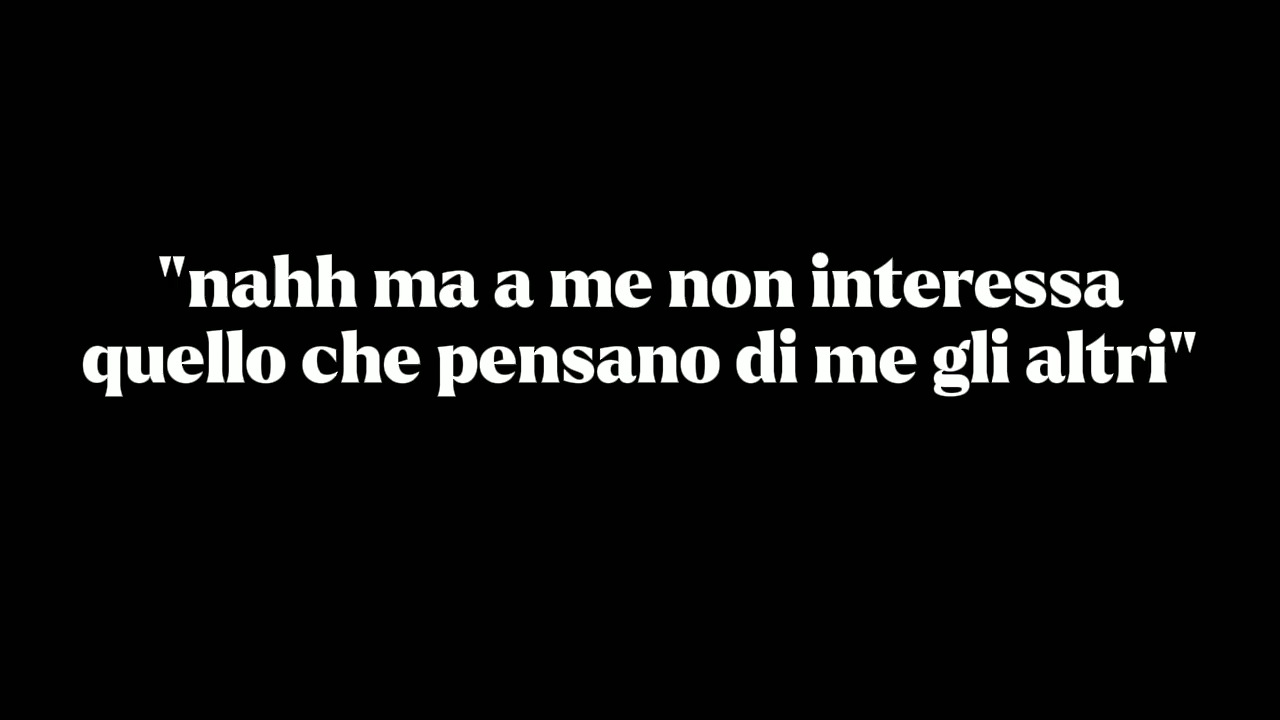 "nahh ma a me non interessa
quello che pensano di me gli altri"